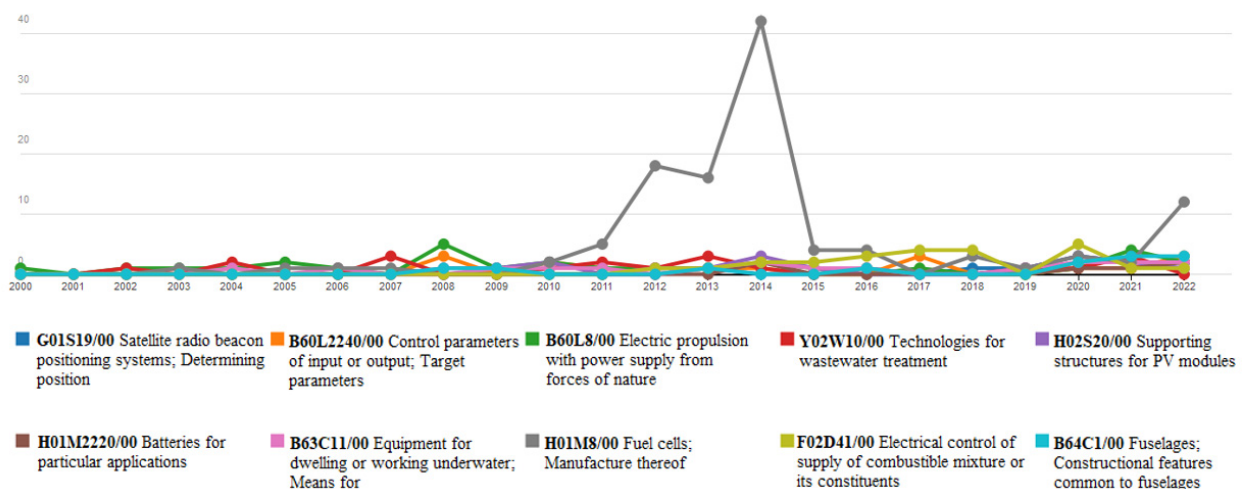 40
30
20
10
0
2000 2001 2002 2003 2004 2005 2006 2007 2008 2009 2010 2011 2012 2013 2014 2015 2016 2017 2018 2019 2020 2021 2022
G01S19/00 Satellite radio beacon
positioning systems; Determining
position
B60L2240/00 Control parameters
of input or output; Target
parameters
B60L8/00 Electric propulsion
with power supply from
forces of nature
Y02W10/00 Technologies for
wastewater treatment
H02S20/00 Supporting
structures for PV modules
H01M2220/00 Batteries for
particular applications
B63C11/00 Equipment for
dwelling or working underwater;
Means for
H01M8/00 Fuel cells;
Manufacture thereof
F02D41/00 Electrical control of
supply of combustible mixture or
its constituents
B64C1/00 Fuselages;
Constructional features
common to fuselages